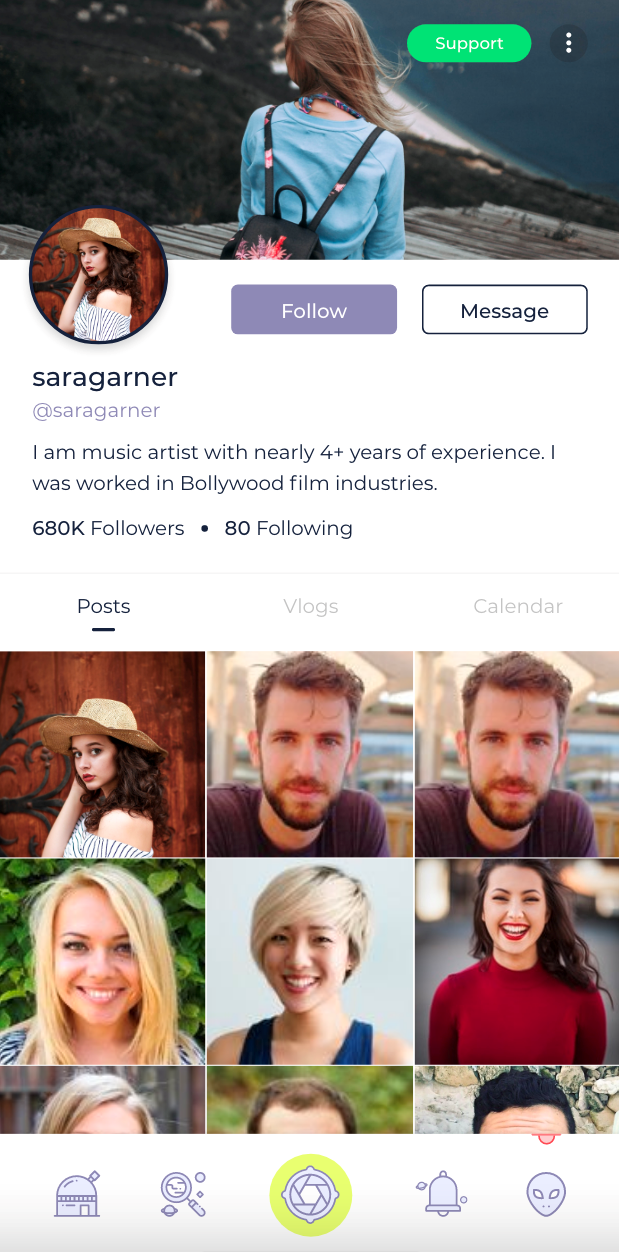 Support
Follow
Message
saragarner
@saragarner
I am music artist with nearly 4+ years of experience. I
was worked in Bollywood film industries.
680K Followers • 80 Following
Posts
Vlogs
Calendar